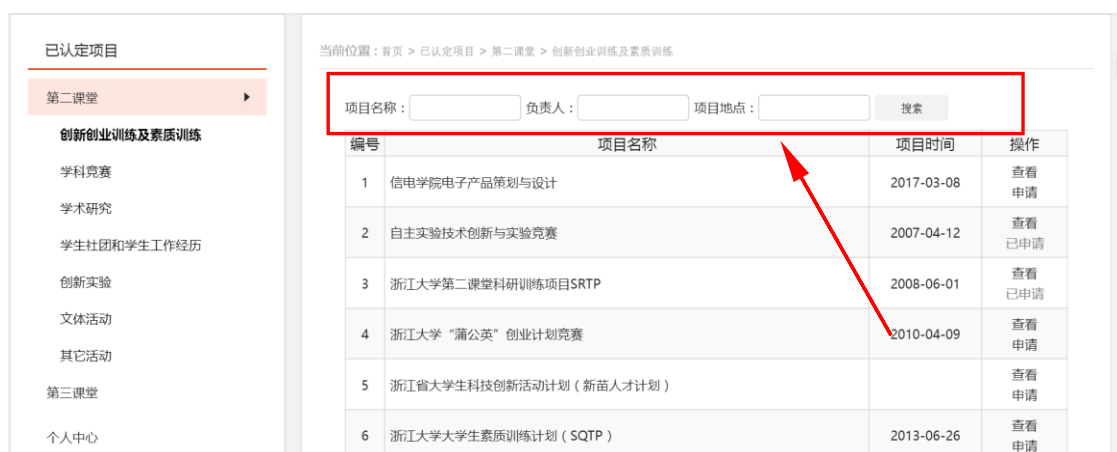 已认定项目
第二课堂
创新创业训练及素质训练
学科竞赛
学术研究
学生社团和学生工作经历
创新实验
文体活动
其它活动
第三课堂
个人中心
当前位置：首页 > 已认定项目 > 第二课堂 > 创新创业训练及素质训练
项目名称： 负责人： 项目地点： 搜索
编号 项目名称 项目时间 操作
1 信电学院电子产品策划与设计 2017-03-08 查看
申请
2 自主实验技术创新与实验竞赛 2007-04-12 查看
已申请
3 浙江大学第二课堂科研训练项目SRTP 2008-06-01 查看
已申请
4 浙江大学“蒲公英”创业计划竞赛 2010-04-09 查看
申请
5 浙江省大学生科技创新活动计划（新苗人才计划） 查看
申请
6 浙江大学大学生素质训练计划（SQTP） 2013-06-26 查看
申请